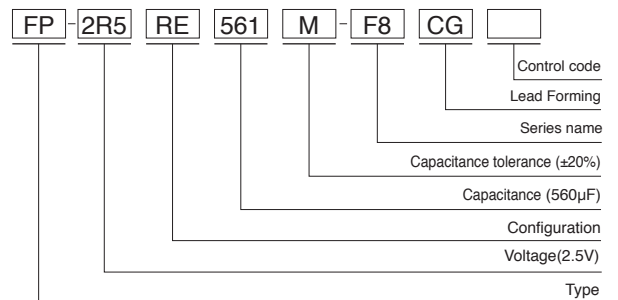 FP-2R5 RE 561 M-F8 CG
Control code
Lead Forming
Series name
Capacitance tolerance (±20%)
Capacitance (560µF)
Configuration
Voltage(2.5V)
Type